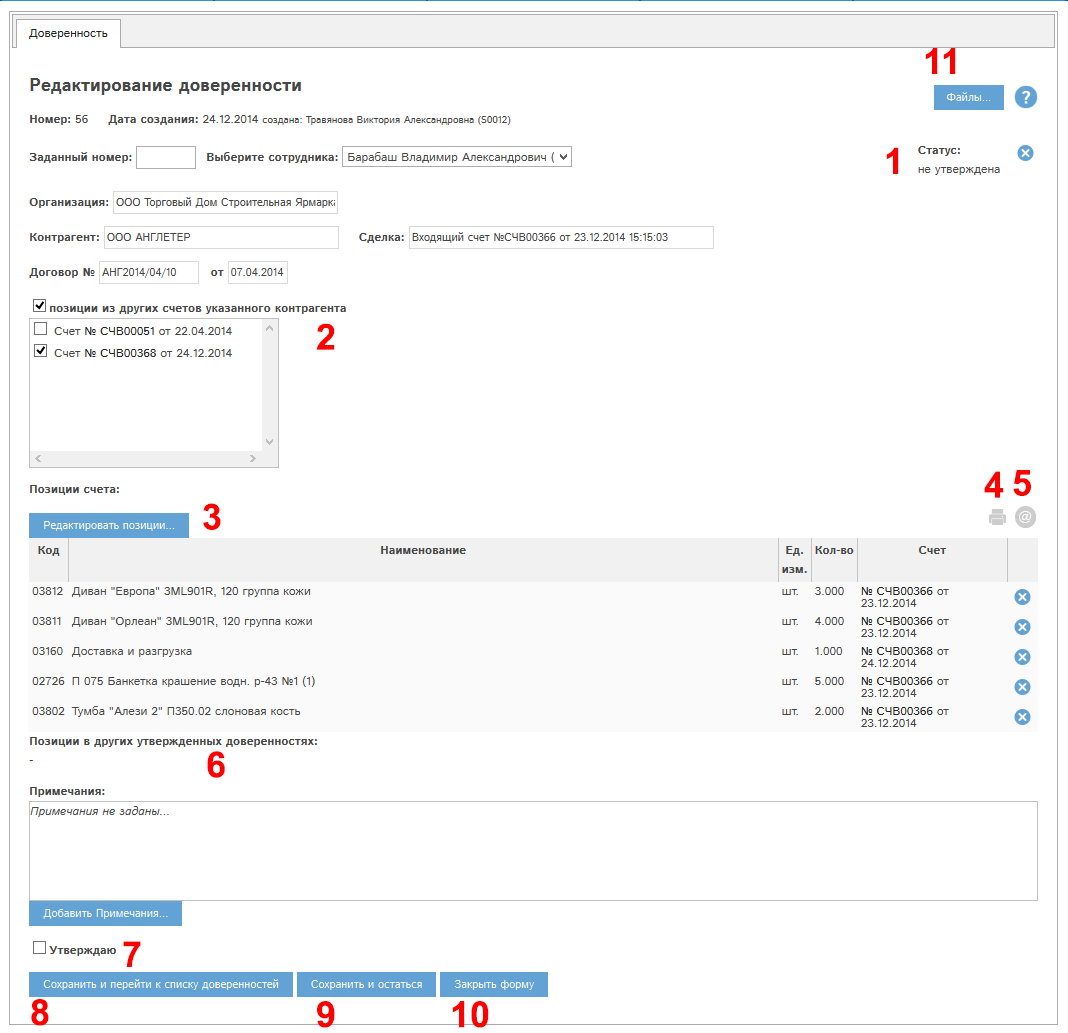 Доверенность
11
Редактирование доверенности
Файлы...
?
Номер: 56 Дата создания: 24.12.2014 создана: Травянова Виктория Александровна (50012)
Заданный номер: Выберите сотрудника: Барабаш Владимир Александрович (
1
Статус:
не утверждена
Организация: ООО Торговый Дом Строительная Ярмарка
Контрагент: ООО АНГЛЕТЕР Сделка: Входящий счет №СЧВ00366 от 23.12.2014 15:15:03
Договор № АНГ2014/04/10 от 07.04.2014
позиции из других счетов указанного контрагента
Счет № СЧВ00051 от 22.04.2014
2
Счет № СЧВ00368 от 24.12.2014
Позиции счета:
4 5
@
Редактировать позиции... 3
Код Наименование Ед. изм. Кол-во Счет
03812 Диван "Европа" 3ML901R, 120 группа кожи шт. 3.000 № СЧВ00366 от 23.12.2014
03811 Диван "Орлеан" 3ML901R, 120 группа кожи шт. 4.000 № СЧВ00366 от 23.12.2014
03160 Доставка и разгрузка шт. 1.000 № СЧВ00368 от 24.12.2014
02726 П 075 Банкетка крашение водн. р-43 №1 (1) шт. 5.000 № СЧВ00366 от 23.12.2014
03802 Тумба "Алези 2" П350.02 слоновая кость шт. 2.000 № СЧВ00366 от 23.12.2014
Позиции в других утвержденных доверенностях:
-
6
Примечания:
Примечания не заданы...
Добавить Примечания...
Утверждаю 7
Сохранить и перейти к списку доверенностей Сохранить и остаться Закрыть форму
8 9 10